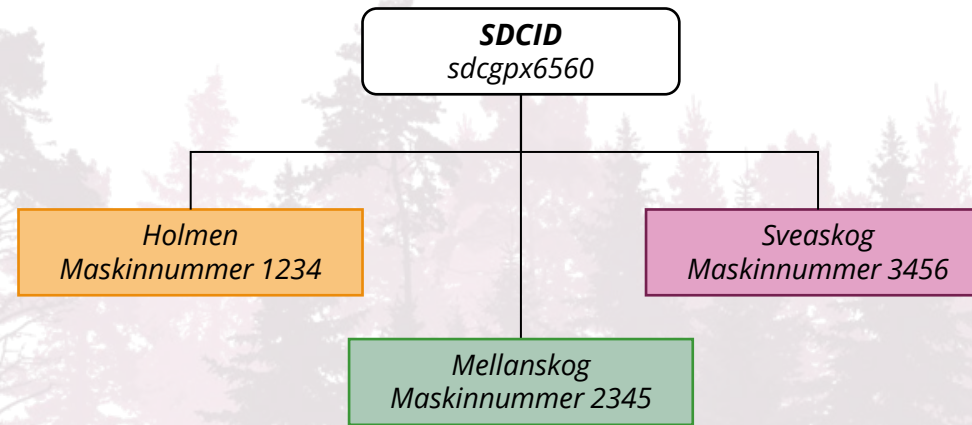 SDCID
sdcgpx6560
Holmen
Maskinnummer 1234
Sveaskog
Maskinnummer 3456
Mellanskog
Maskinnummer 2345